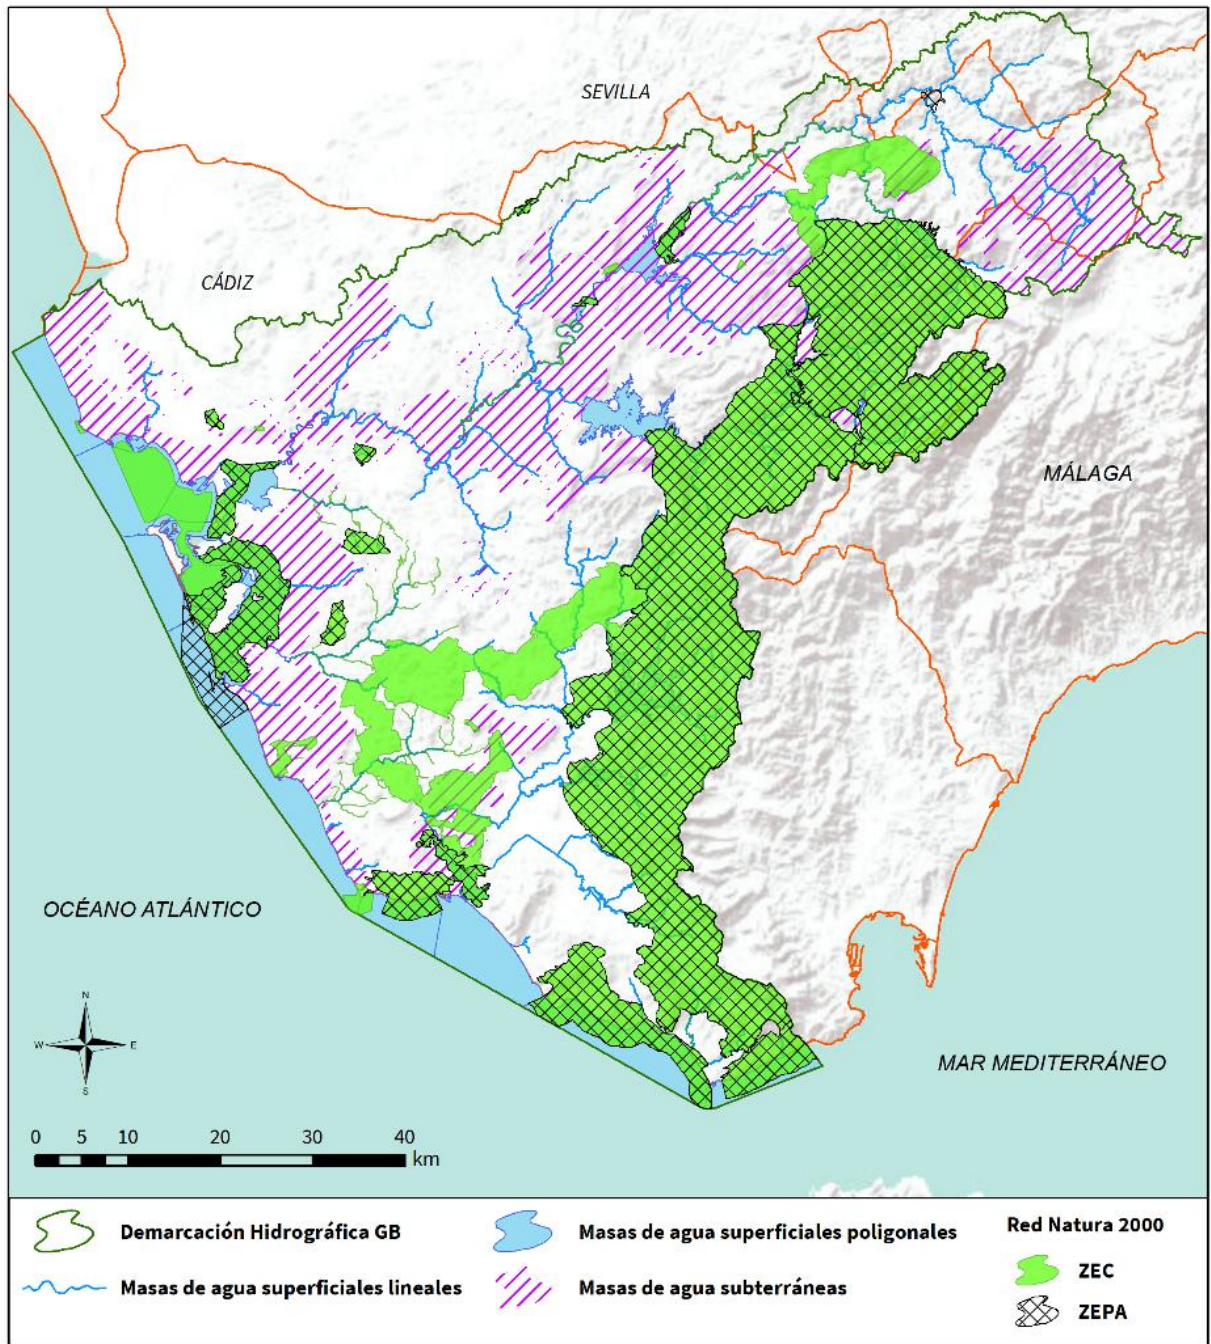 SEVILLA
CÁDIZ
MÁLAGA
OCÉANO ATLÁNTICO
MAR MEDITERRÁNEO
N
W E
S
0 5 10 20 30 40
km
Demarcación Hidrográfica GB
Masas de agua superficiales poligonales
Red Natura 2000
Masas de agua superficiales lineales
Masas de agua subterráneas
ZEC
ZEPA